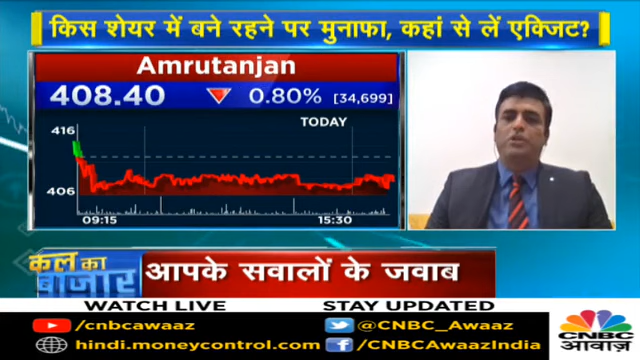 किस शेयर में बने रहने पर मुनाफा, कहां से लें एक्जिट?
Amrutanjan
408.40 0.80% [34,699]
TODAY
416
406
09:15 15:30
कल का
बाज़ार
आपके सवालों के जवाब
WATCH LIVE STAY UPDATED
/cnbcawaaz @CNBC_Awaaz
hindi.moneycontrol.com /CNBCAwaazIndia
CNBC
आवाज़